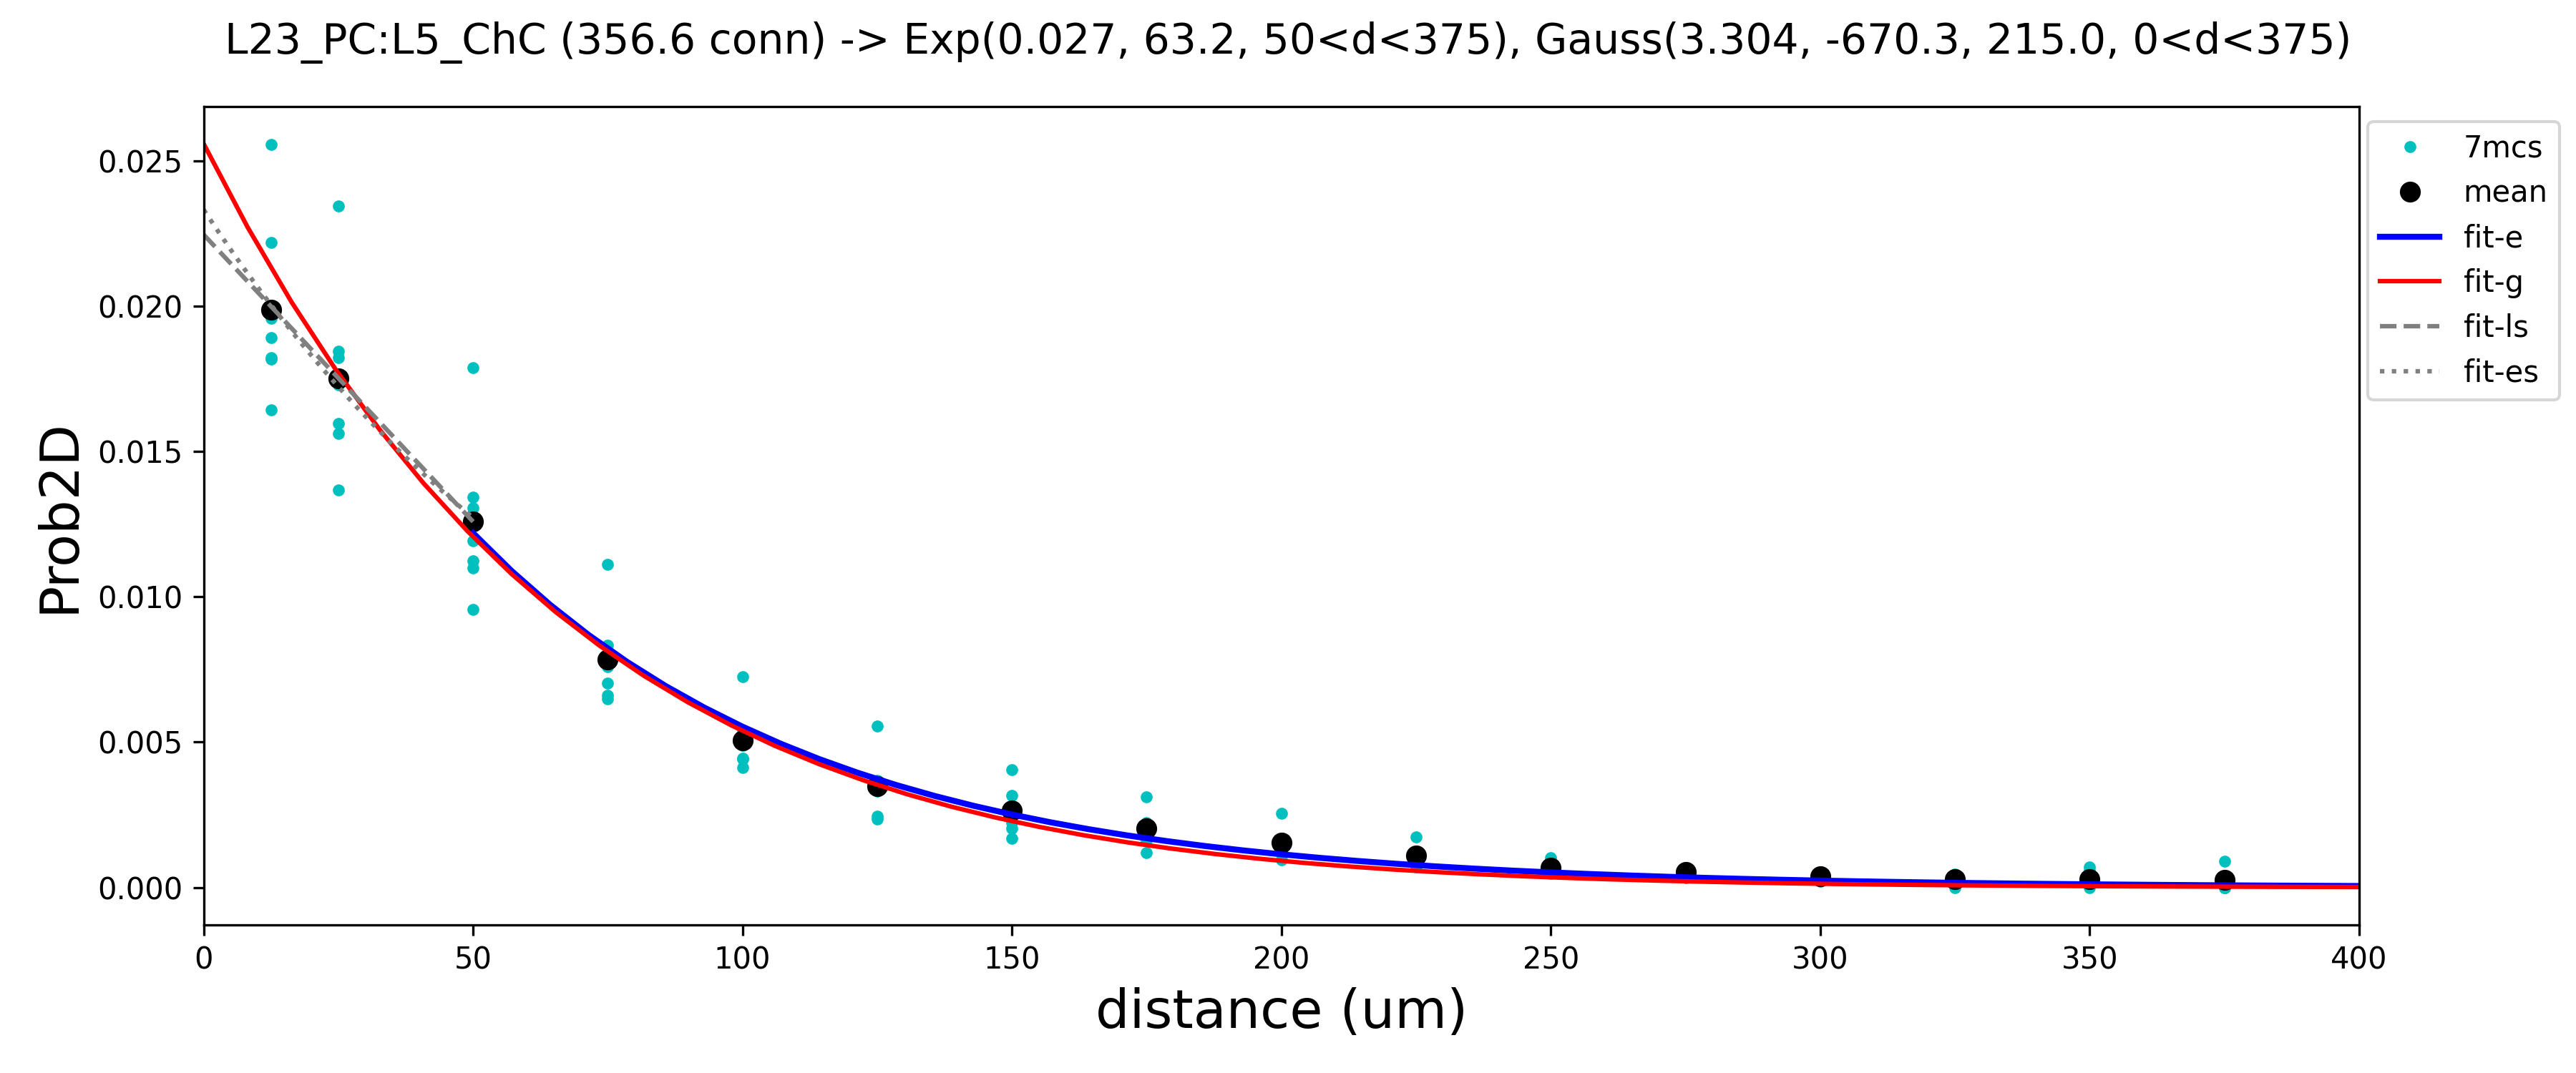 L23_PC:L5_ChC (356.6 conn) -> Exp(0.027, 63.2, 50<d<375), Gauss(3.304, -670.3, 215.0, 0<d<375)
0.025
0.020
0.015
0.010
0.005
0.000
Prob2D
0 50 100 150 200 250 300 350 400
distance (um)
7mcs
mean
fit-e
fit-g
fit-ls
fit-es